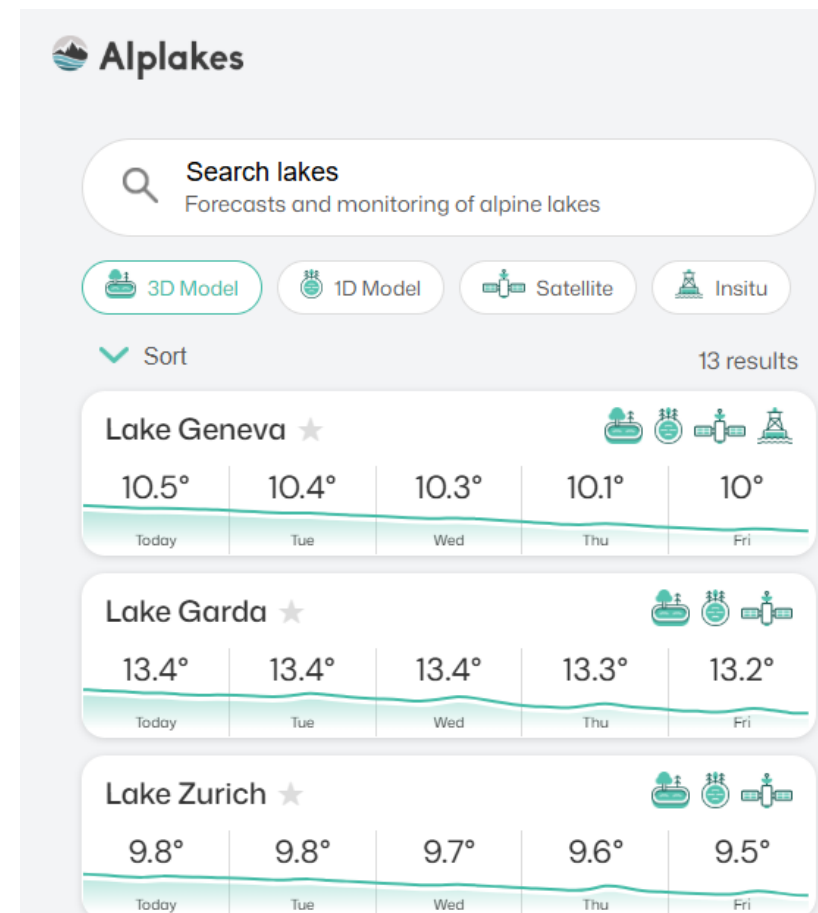 Alplakes
Search lakes
Forecasts and monitoring of alpine lakes
3D Model 1D Model Satellite Insitu
Sort 13 results
Lake Geneva
10.5° 10.4° 10.3° 10.1° 10°
Today Tue Wed Thu Fri
Lake Garda
13.4° 13.4° 13.4° 13.3° 13.2°
Today Tue Wed Thu Fri
Lake Zurich
9.8° 9.8° 9.7° 9.6° 9.5°
Today Tue Wed Thu Fri